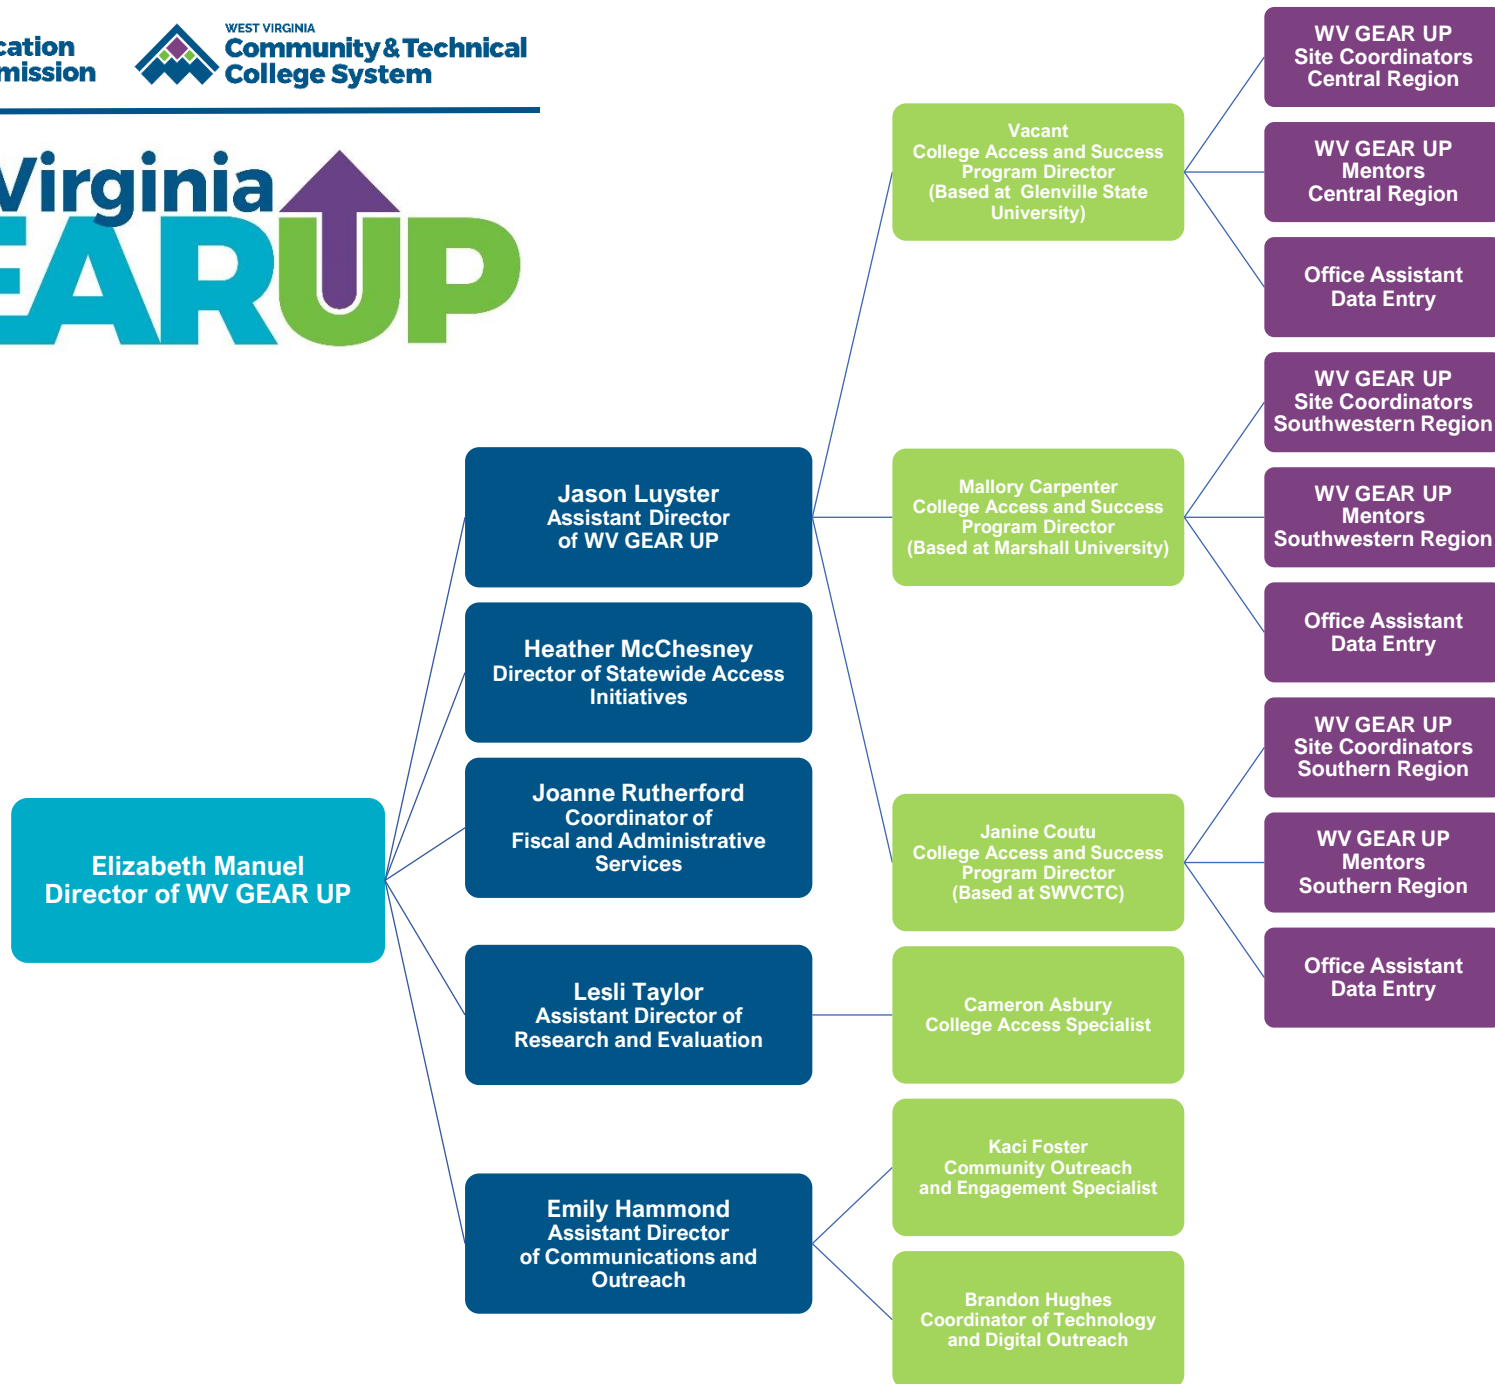 WEST VIRGINIA
Community & Technical
College System
Virginia
UP
Elizabeth Manuel
Director of WV GEAR UP
Jason Luyster
Assistant Director
of WV GEAR UP
Heather McChesney
Director of Statewide Access
Initiatives
Joanne Rutherford
Coordinator of
Fiscal and Administrative
Services
Lesli Taylor
Assistant Director of
Research and Evaluation
Emily Hammond
Assistant Director
of Communications and
Outreach
Vacant
College Access and Success
Program Director
(Based at Glenville State
University)
Mallory Carpenter
College Access and Success
Program Director
(Based at Marshall University)
Janine Coutu
College Access and Success
Program Director
(Based at SWVCTC)
Cameron Asbury
College Access Specialist
Kaci Foster
Community Outreach
and Engagement Specialist
Brandon Hughes
Coordinator of Technology
and Digital Outreach
WV GEAR UP
Site Coordinators
Central Region
WV GEAR UP
Mentors
Central Region
Office Assistant
Data Entry
WV GEAR UP
Site Coordinators
Southwestern Region
WV GEAR UP
Mentors
Southwestern Region
Office Assistant
Data Entry
WV GEAR UP
Site Coordinators
Southern Region
WV GEAR UP
Mentors
Southern Region
Office Assistant
Data Entry